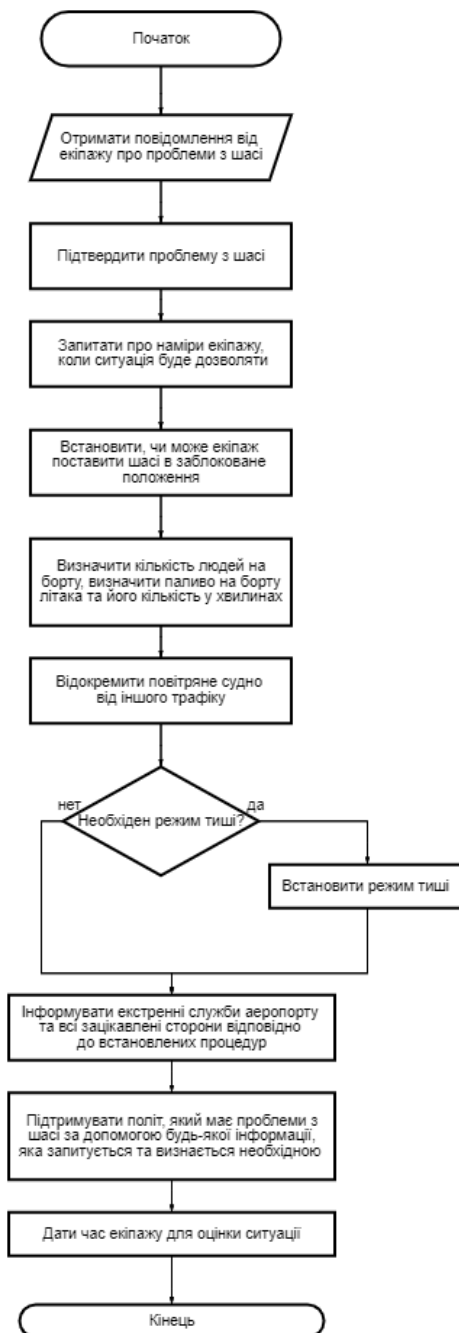 Початок
Отримати повідомлення від
екіпажу про проблеми з шасі
Підтвердити проблему з шасі
Запитати про наміри екіпажу,
коли ситуація буде дозволяти
Встановити, чи може екіпаж
поставити шасі в заблоковане
положення
Визначити кількість людей на
борту, визначити паливо на борту
літака та його кількість у хвилинах
Відокремити повітряне судно
від іншого трафіку
нет
да
Необхіден режим тиші?
Встановити режим тиші
Інформувати екстренні служби аеропорту
та всі зацікавлені сторони відповідно
до встановлених процедур
Підтримувати політ, який має проблеми з
шасі за допомогою будь-якої інформації,
яка запитується та визнається необхідною
Дати час екіпажу для оцінки ситуації
Кінець